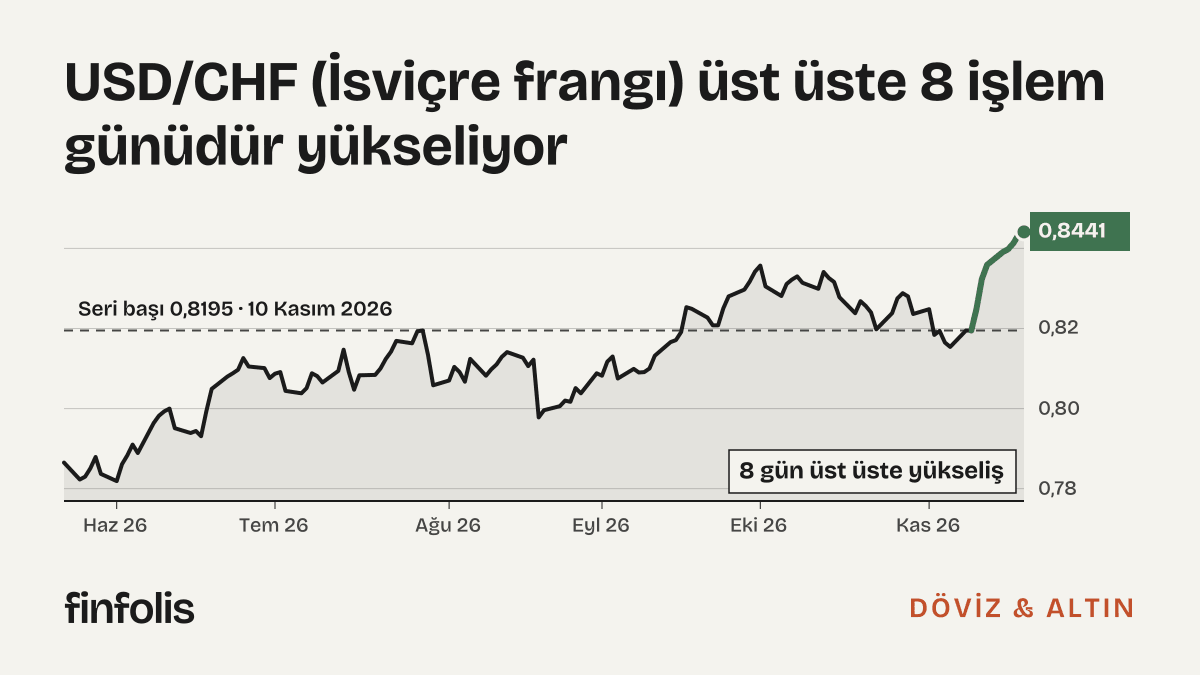 USD/CHF (İsviçre frangı) üst üste 8 işlem
günüdür yükseliyor
0,8441
Seri başı 0,8195 · 10 Kasım 2026
0,82
0,80
8 gün üst üste yükseliş
0,78
Haz 26 Tem 26 Ağu 26 Eyl 26 Eki 26 Kas 26
finfolis
DÖVİZ & ALTIN